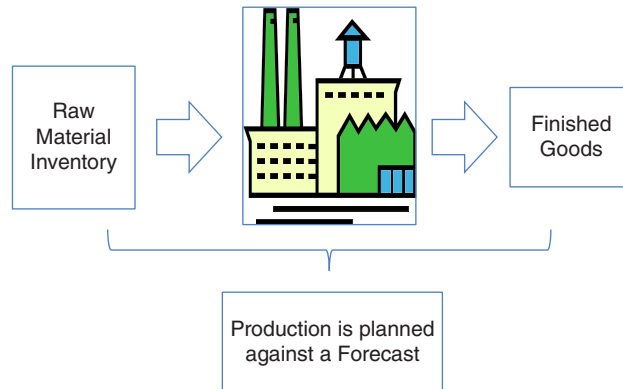 Raw
Material
Inventory
Finished
Goods
Production is planned
against a Forecast